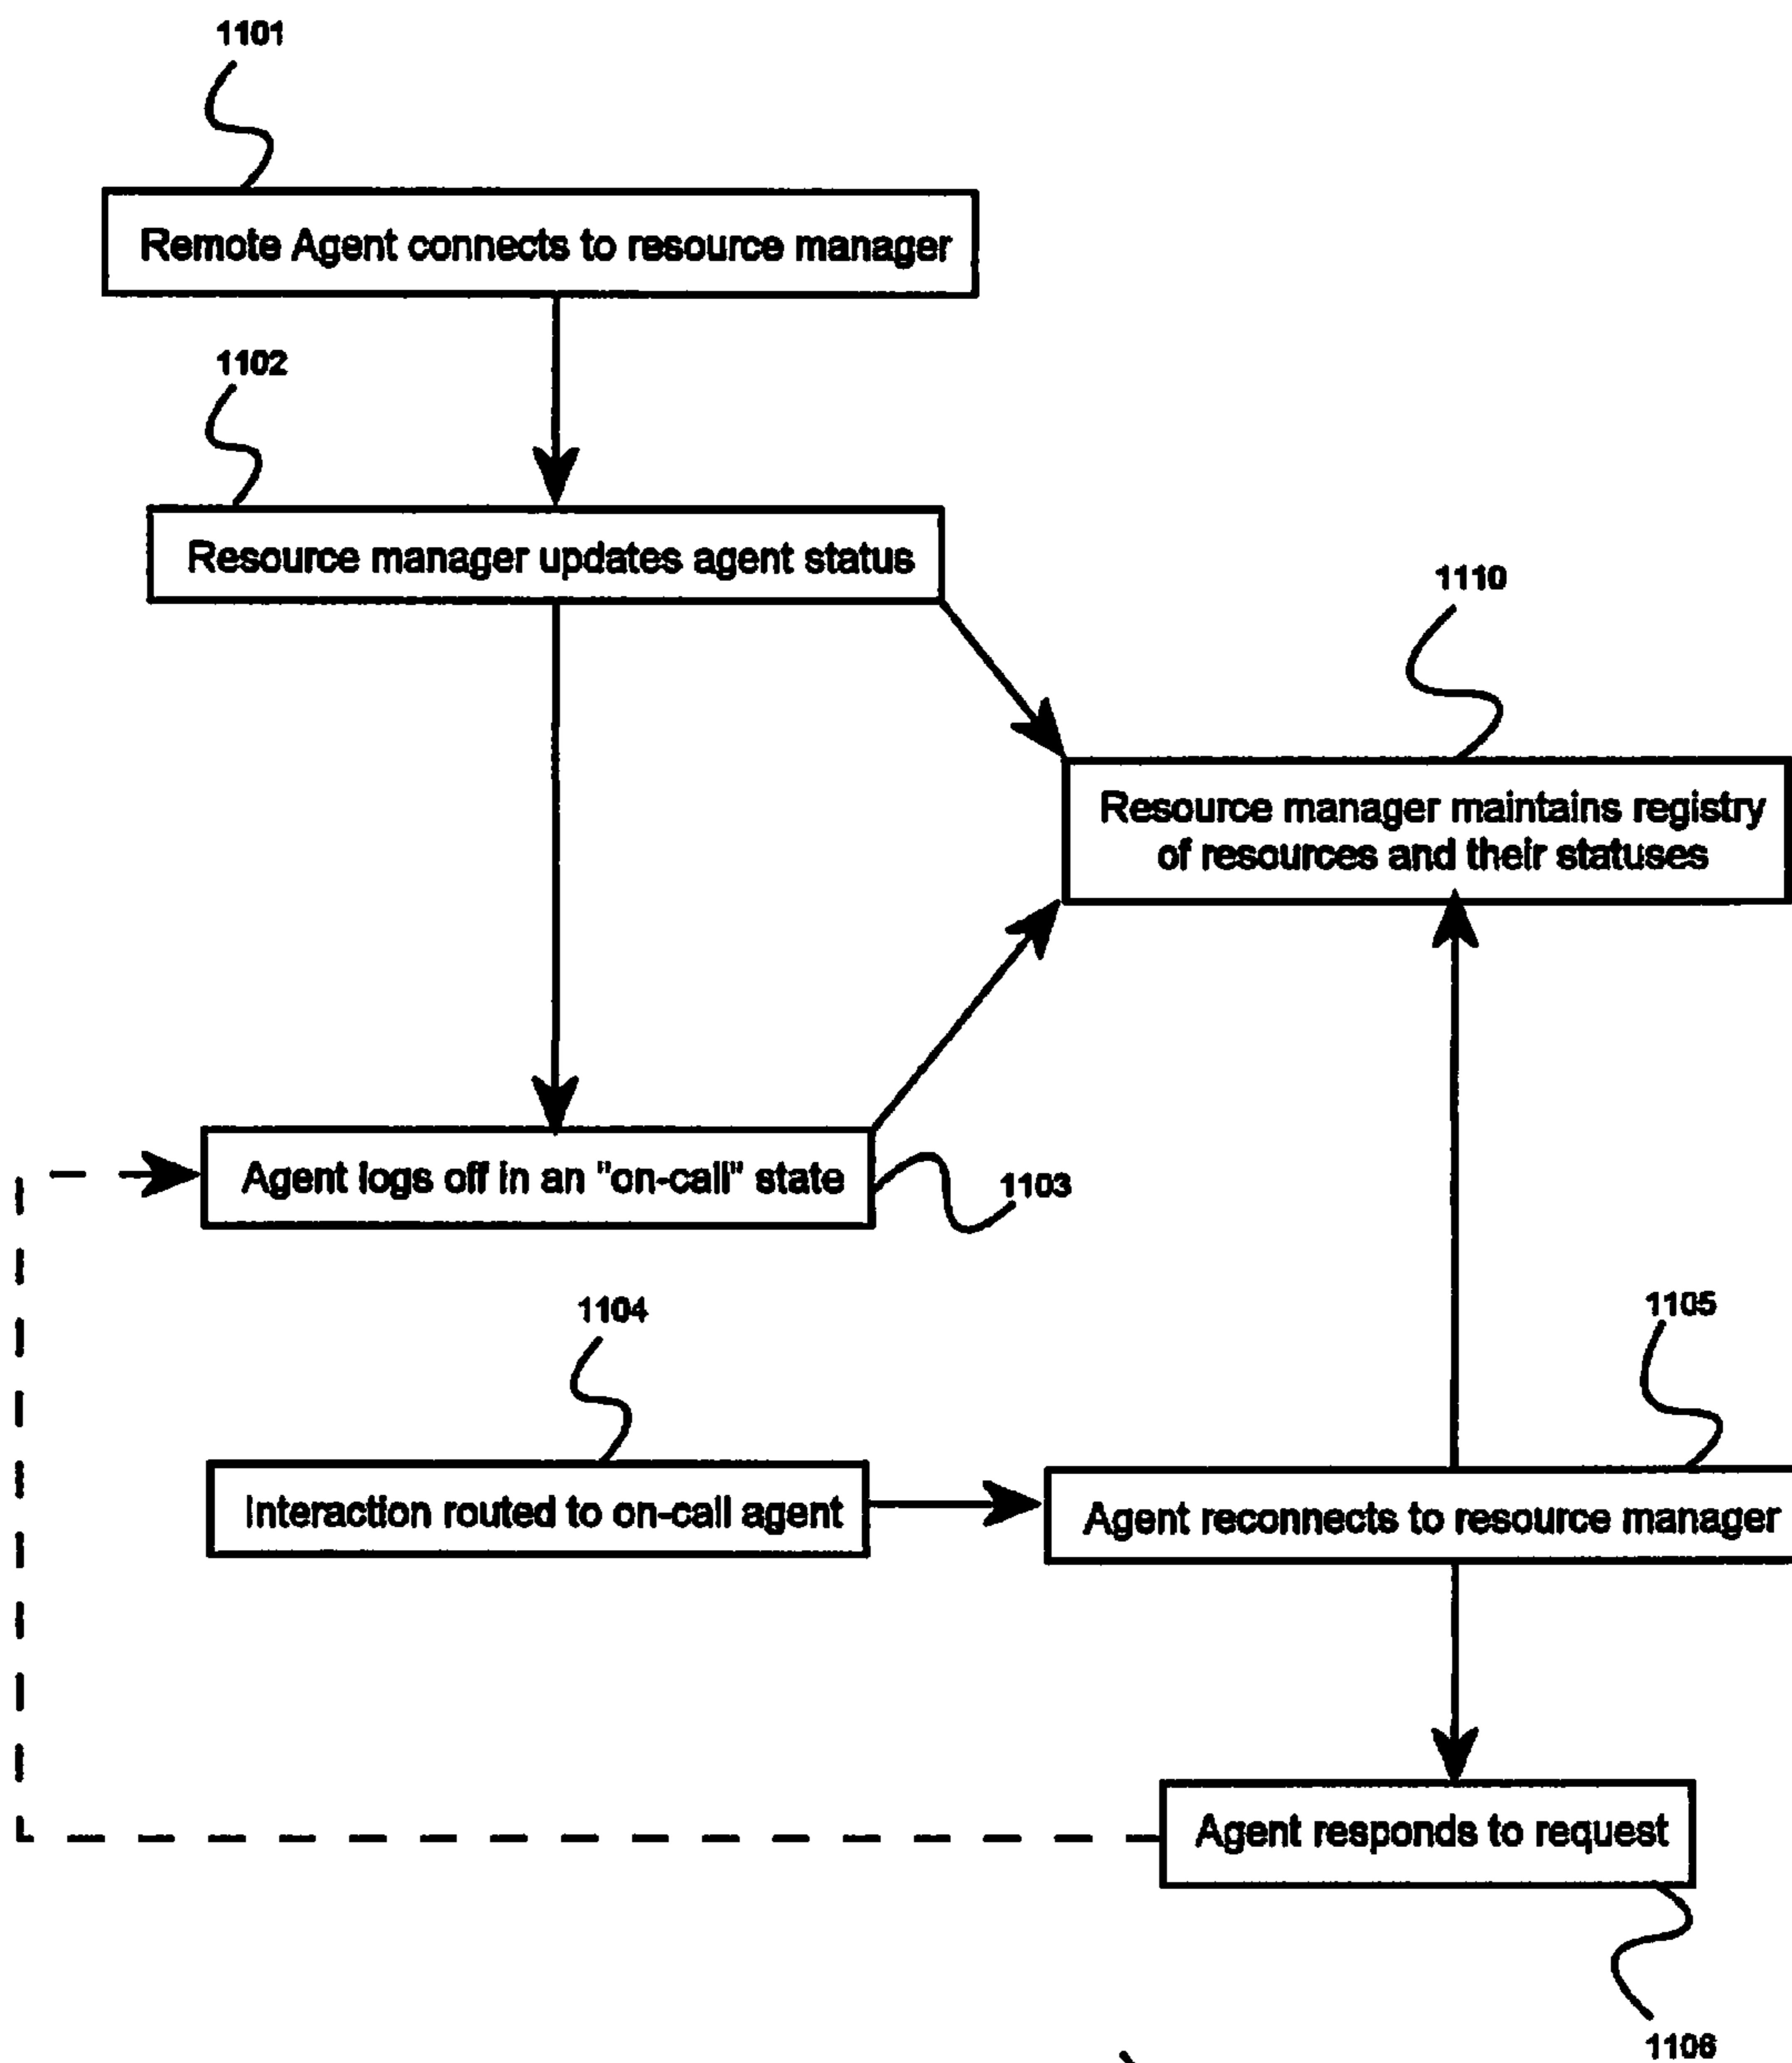 1101
Remote Agent connects to resource manager
1102
Resource manager updates agent status
1110
Resource manager maintains registry
of resources and their statuses
Agent logs off in an "on-call" state
1103
1104
1105
Interaction routed to on-call agent
Agent reconnects to resource manager
Agent responds to request
1106